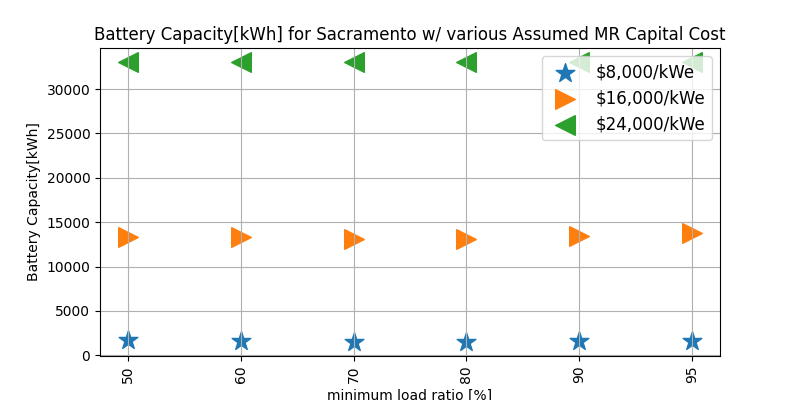 Battery Capacity[kWh] for Sacramento w/ various Assumed MR Capital Cost
Battery Capacity[kWh]
30000
25000
20000
15000
10000
5000
0
$8,000/kWe
$16,000/kWe
$24,000/kWe
50
60
70
80
90
95
minimum load ratio [%]